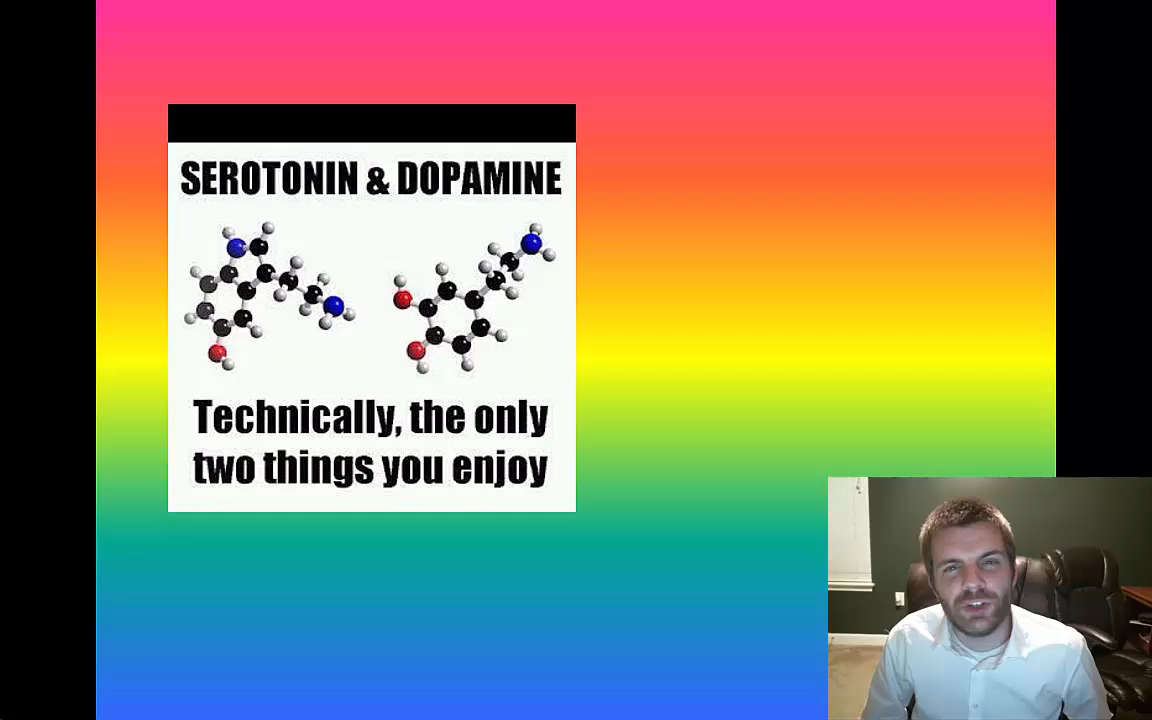 SEROTONIN & DOPAMINE
Technically, the only
two things you enjoy